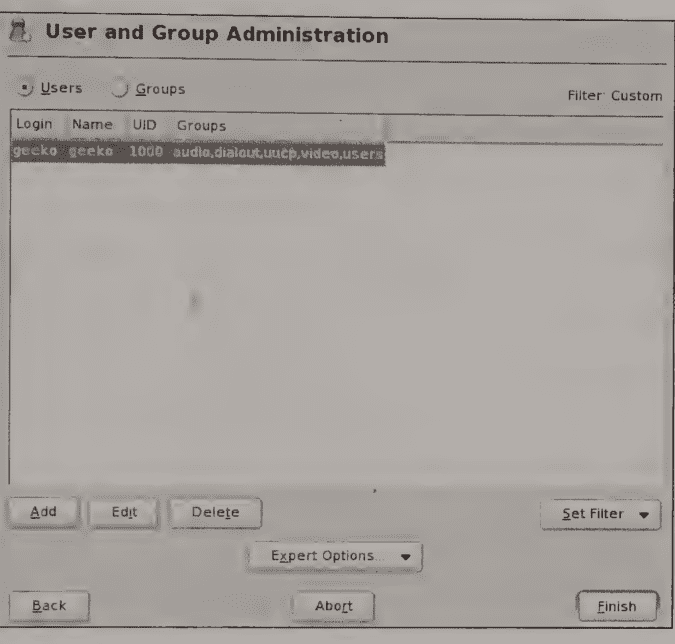 User and Group Administration
Users Groups Filter: Custom
Login Name UID Groups
geeko geeko 1000 audio,dialout,uucp,video,users
Add Edit Delete Set Filter
Expert Options...
Back Abort Finish